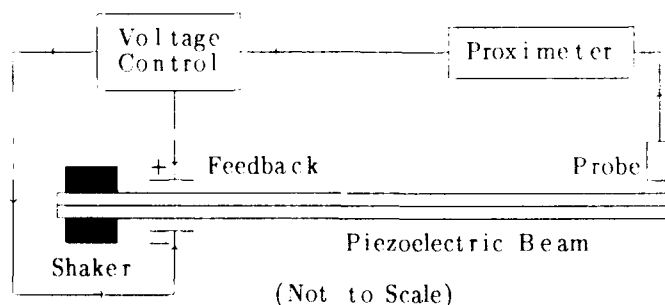 Voltage
Control
Proximeter
+
Feedback
Probe
−
Piezoelectric Beam
Shaker
(Not to Scale)